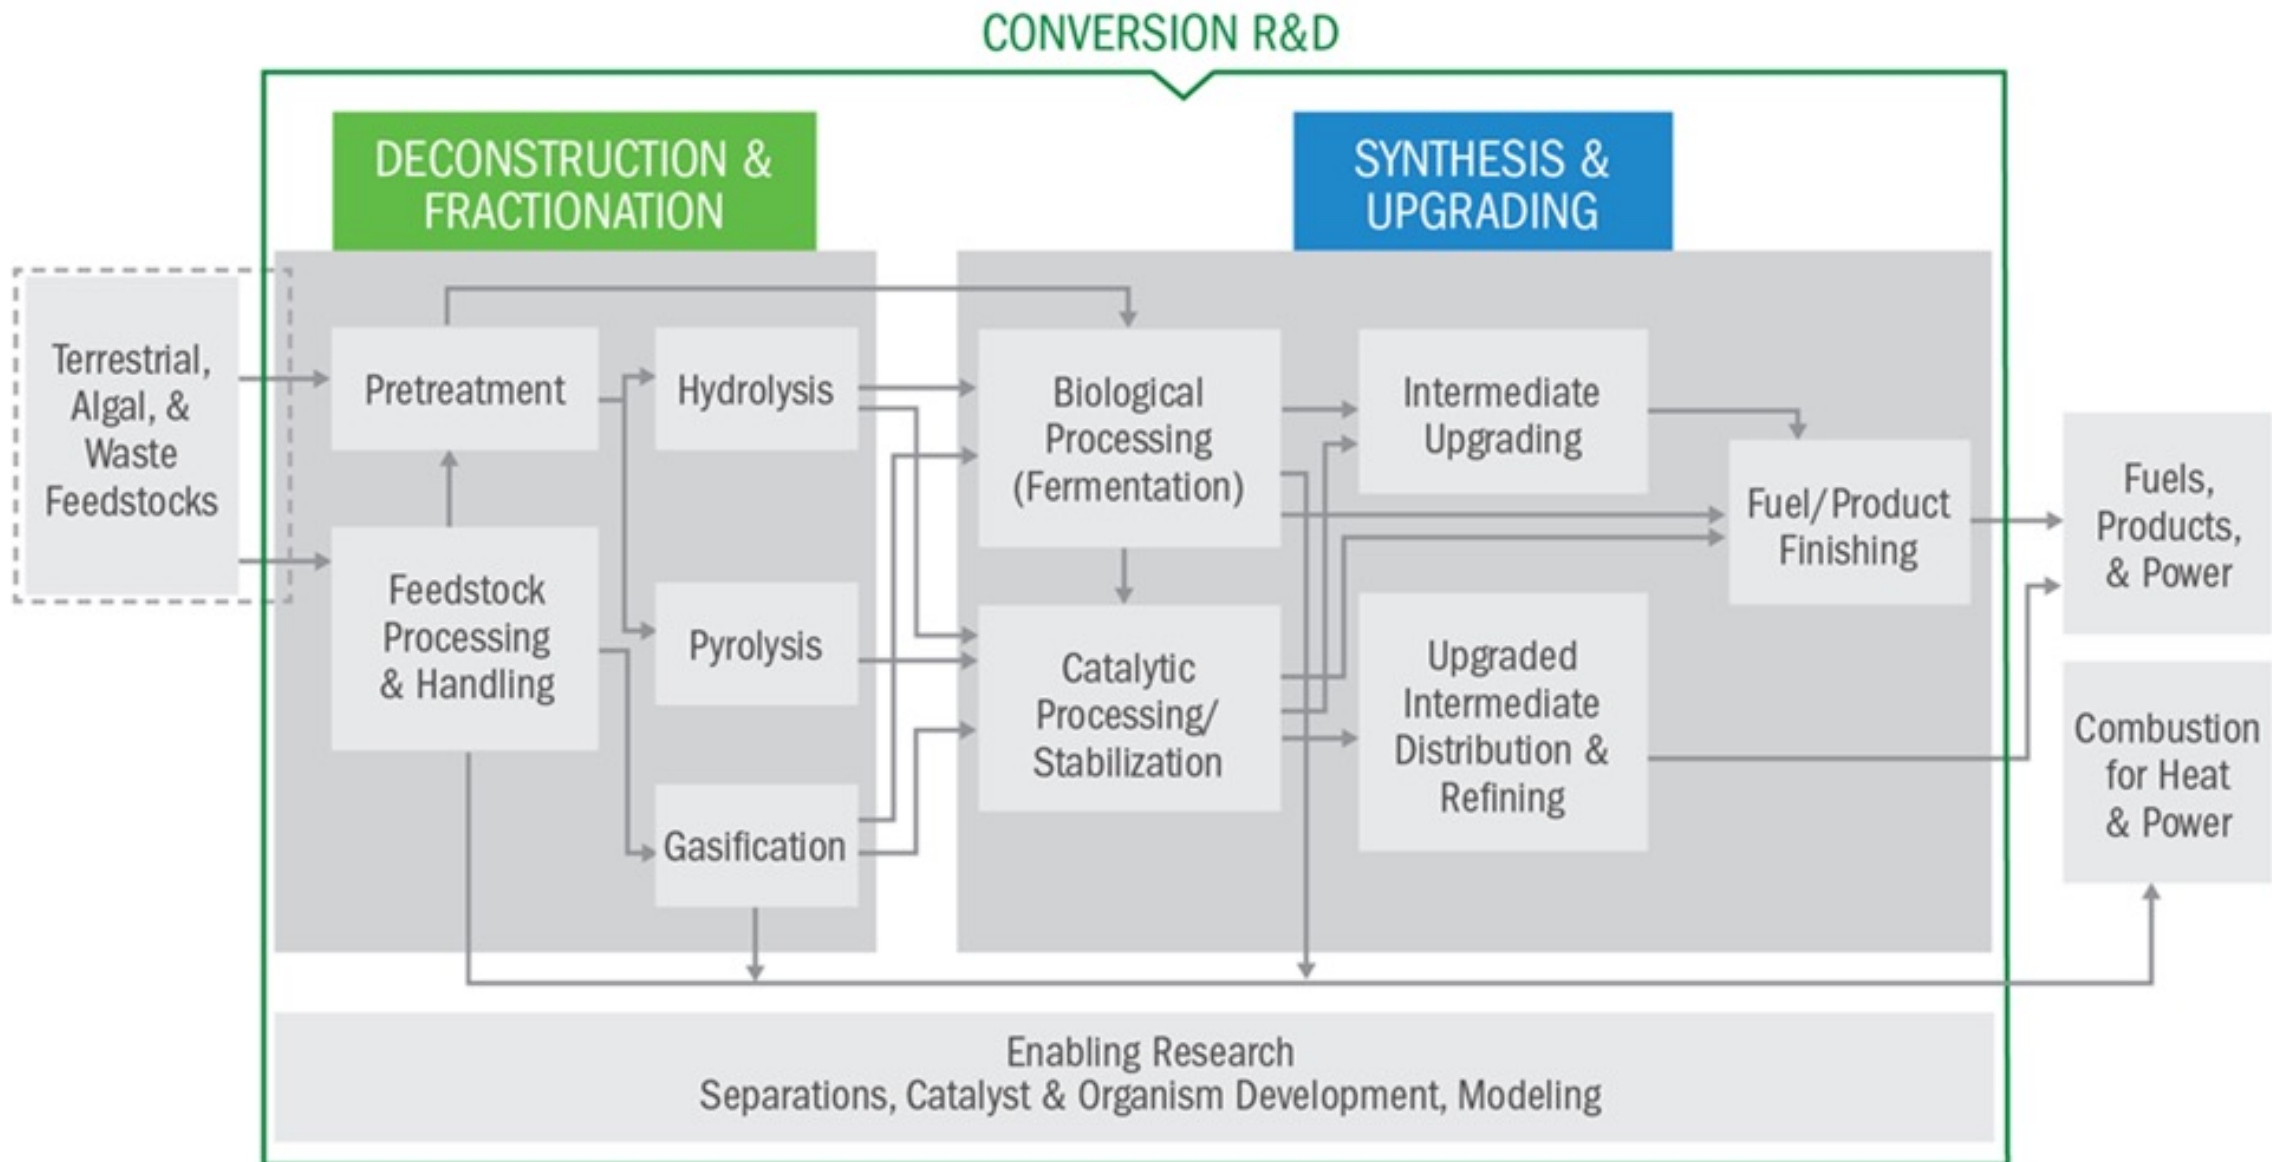 CONVERSION R&D
DECONSTRUCTION &
FRACTIONATION
SYNTHESIS &
UPGRADING
Terrestrial,
Algal, &
Waste
Feedstocks
Pretreatment
Hydrolysis
Feedstock
Processing
& Handling
Pyrolysis
Gasification
Biological
Processing
(Fermentation)
Intermediate
Upgrading
Catalytic
Processing/
Stabilization
Upgraded
Intermediate
Distribution &
Refining
Fuel/Product
Finishing
Fuels,
Products,
& Power
Combustion
for Heat
& Power
Enabling Research
Separations, Catalyst & Organism Development, Modeling